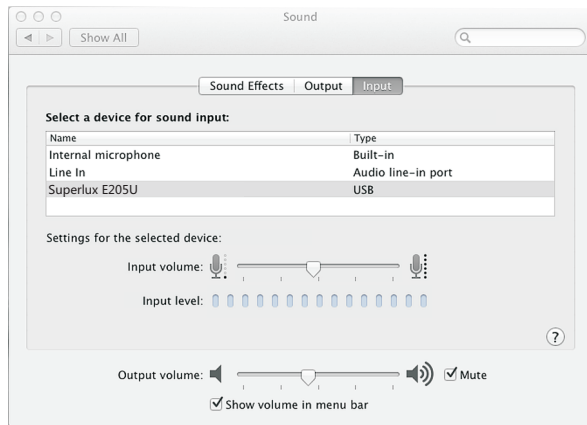 Sound
Show All
Sound Effects Output Input
Select a device for sound input:
Name Type
Internal microphone Built-in
Line In Audio line-in port
Superlux E205U USB
Settings for the selected device:
Input volume:
Input level:
?
Output volume: Mute
Show volume in menu bar